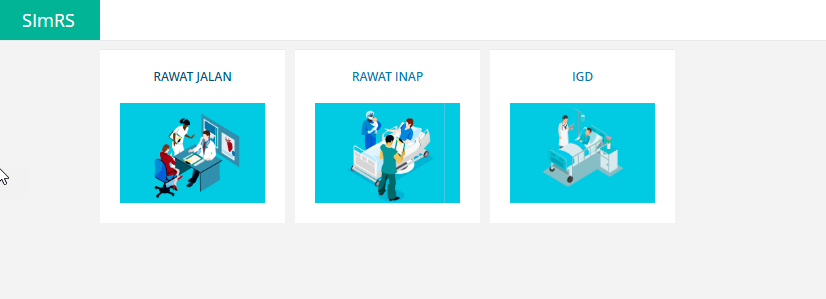 SImRS
RAWAT JALAN
RAWAT INAP
IGD